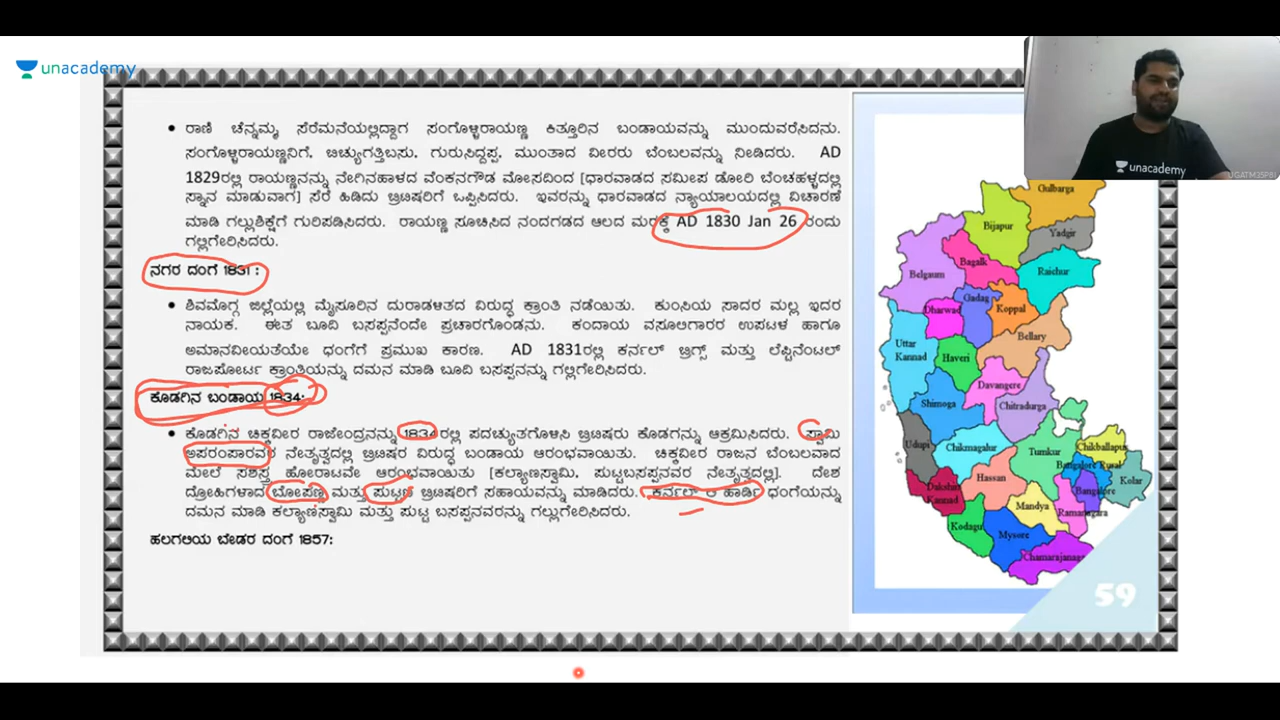 unacademy
• ರಾಣಿ ಚೆನ್ನಮ್ಮ ಸೆರೆಮನೆಯಲ್ಲಿದ್ದಾಗ ಸಂಗೊಳ್ಳಿರಾಯಣ್ಣ ಕಿತ್ತೂರಿನ ಬಂಡಾಯವನ್ನು ಮುಂದುವರೆಸಿದನು.
ಸಂಗೊಳ್ಳಿರಾಯಣ್ಣನಿಗೆ, ಬಿಚ್ಚುಗತ್ತಿಬಸು, ಗುರುಸಿದ್ದಪ್ಪ, ಮುಂತಾದ ವೀರರು ಬೆಂಬಲವನ್ನು ನೀಡಿದರು. AD
1829ರಲ್ಲಿ ರಾಯಣ್ಣನನ್ನು ನೇಗಿನಹಾಳದ ವೆಂಕನಗೌಡ ಮೋಸದಿಂದ [ಧಾರವಾಡದ ಸಮೀಪ ಡೋರಿ ಬೆಂಚಿಹಳ್ಳದಲ್ಲಿ
ಸ್ನಾನ ಮಾಡುವಾಗ] ಸೆರೆ ಹಿಡಿದು ಬ್ರಿಟಿಷರಿಗೆ ಒಪ್ಪಿಸಿದರು. ಇವರನ್ನು ಧಾರವಾಡದ ನ್ಯಾಯಾಲಯದಲ್ಲಿ ವಿಚಾರಣೆ
ಮಾಡಿ ಗಲ್ಲುಶಿಕ್ಷೆಗೆ ಗುರಿಪಡಿಸಿದರು. ರಾಯಣ್ಣ ಸೂಚಿಸಿದ ನಂದಗಡದ ಆಲದ ಮರಕ್ಕೆ AD 1830 Jan 26 ರಂದು
ಗಲ್ಲಿಗೇರಿಸಿದರು.
ನಗರ ದಂಗೆ 1831 :
• ಶಿವಮೊಗ್ಗ ಜಿಲ್ಲೆಯಲ್ಲಿ ಮೈಸೂರಿನ ದುರಾಡಳಿತದ ವಿರುದ್ಧ ಕ್ರಾಂತಿ ನಡೆಯಿತು. ಕುಂಸಿಯ ಸಾದರ ಮಲ್ಲ ಇದರ
ನಾಯಕ. ಈತ ಬೂದಿ ಬಸಪ್ಪನೆಂದೇ ಪ್ರಚಾರಗೊಂಡನು. ಕಂದಾಯ ವಸೂಲಿಗಾರರ ಉಪಟಳ ಹಾಗೂ
ಅಮಾನವೀಯತೆಯೇ ಧಂಗೆಗೆ ಪ್ರಮುಖ ಕಾರಣ. AD 1831ರಲ್ಲಿ ಕರ್ನಲ್ ಬ್ರಿಗ್ಸ್ ಮತ್ತು ಲೆಫ್ಟಿನೆಂಟಲ್
ರಾಜಪೋರ್ಟ ಕ್ರಾಂತಿಯನ್ನು ದಮನ ಮಾಡಿ ಬೂದಿ ಬಸಪ್ಪನನ್ನು ಗಲ್ಲಿಗೇರಿಸಿದರು.
ಕೊಡಗಿನ ಬಂಡಾಯ 1834:
• ಕೊಡಗಿನ ಚಿಕ್ಕವೀರ ರಾಜೇಂದ್ರನನ್ನು 1834ರಲ್ಲಿ ಪದಚ್ಯುತಗೊಳಿಸಿ ಬ್ರಿಟಿಷರು ಕೊಡಗನ್ನು ಆಕ್ರಮಿಸಿದರು. ಸ್ವಾಮಿ
ಅಪರಂಪಾರವರ ನೇತೃತ್ವದಲ್ಲಿ ಬ್ರಿಟಿಷರ ವಿರುದ್ಧ ಬಂಡಾಯ ಆರಂಭವಾಯಿತು. ಚಿಕ್ಕವೀರ ರಾಜನ ಬೆಂಬಲವಾದ
ಮೇಲೆ ಸಶಸ್ತ್ರ ಹೋರಾಟವೇ ಆರಂಭವಾಯಿತು [ಕಲ್ಯಾಣಸ್ವಾಮಿ, ಪುಟ್ಟಬಸಪ್ಪನವರ ನೇತೃತ್ವದಲ್ಲಿ]. ದೇಶ
ದ್ರೋಹಿಗಳಾದ ಬೋಪಣ್ಣ ಮತ್ತು ಪುಟ್ಟಣಿ ಬ್ರಿಟಿಷರಿಗೆ ಸಹಾಯವನ್ನು ಮಾಡಿದರು. ಕರ್ನಲ್ ಹಾರ್ಡಿ ಧಂಗೆಯನ್ನು
ದಮನ ಮಾಡಿ ಕಲ್ಯಾಣಸ್ವಾಮಿ ಮತ್ತು ಪುಟ್ಟ ಬಸಪ್ಪನವರನ್ನು ಗಲ್ಲುಗೇರಿಸಿದರು.
ಹಲಗಲಿಯ ಬೇಡರ ದಂಗೆ 1857:
unacademy
Gulbarga
Bijapur
Yadgir
Bagalk
Belgaum
Raichur
Gadag
Koppal
Dharwad
Uttar
Kannad
Bellary
Haveri
Davangere
Shimoga
Chitradurga
Udupi
Chikmagalur
Tumkur
Chikballapur
Bangalore Rural
Kolar
Hassan
Dakshin
Kannad
Bangalore
Mandya
Ramanagara
Kodagu
Mysore
Chamarajanaga
59